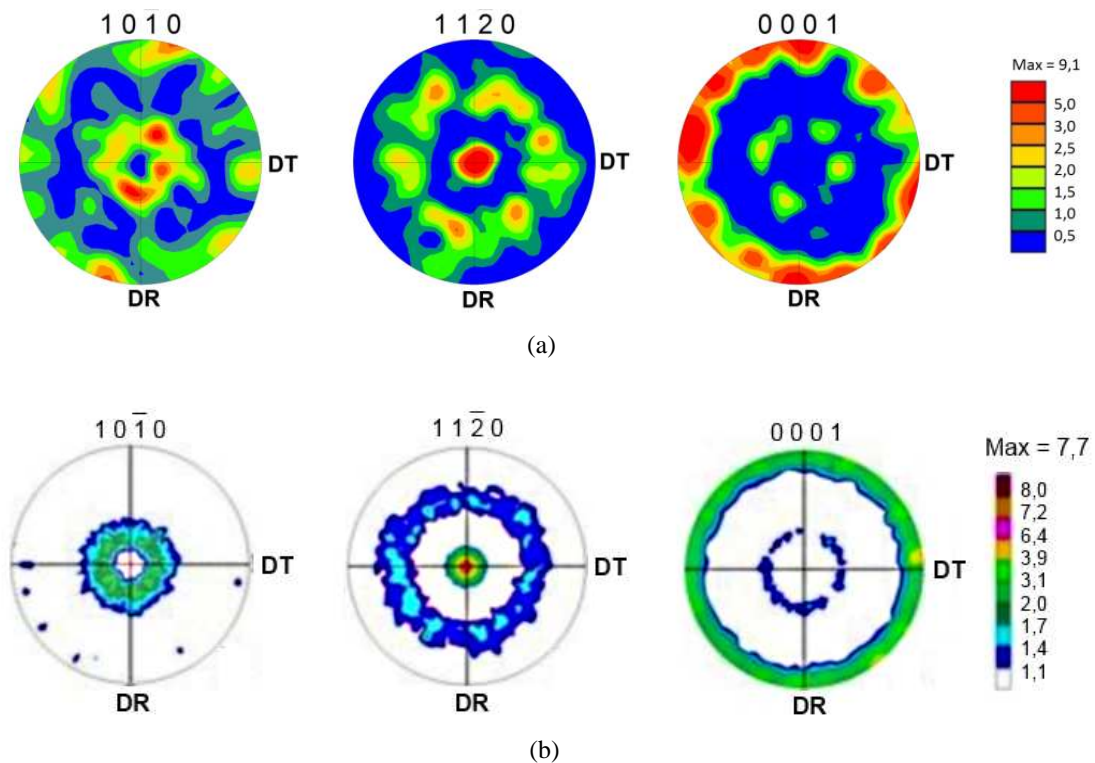 1 0 1̅ 0
1 1 2̅ 0
0 0 0 1
Max = 9,1
5,0
3,0
2,5
2,0
1,5
1,0
0,5
DT
DT
DT
DR
DR
DR
(a)
1 0 1̅ 0
1 1 2̅ 0
0 0 0 1
Max = 7,7
8,0
7,2
6,4
3,9
3,1
2,0
1,7
1,4
1,1
DT
DT
DT
DR
DR
DR
(b)